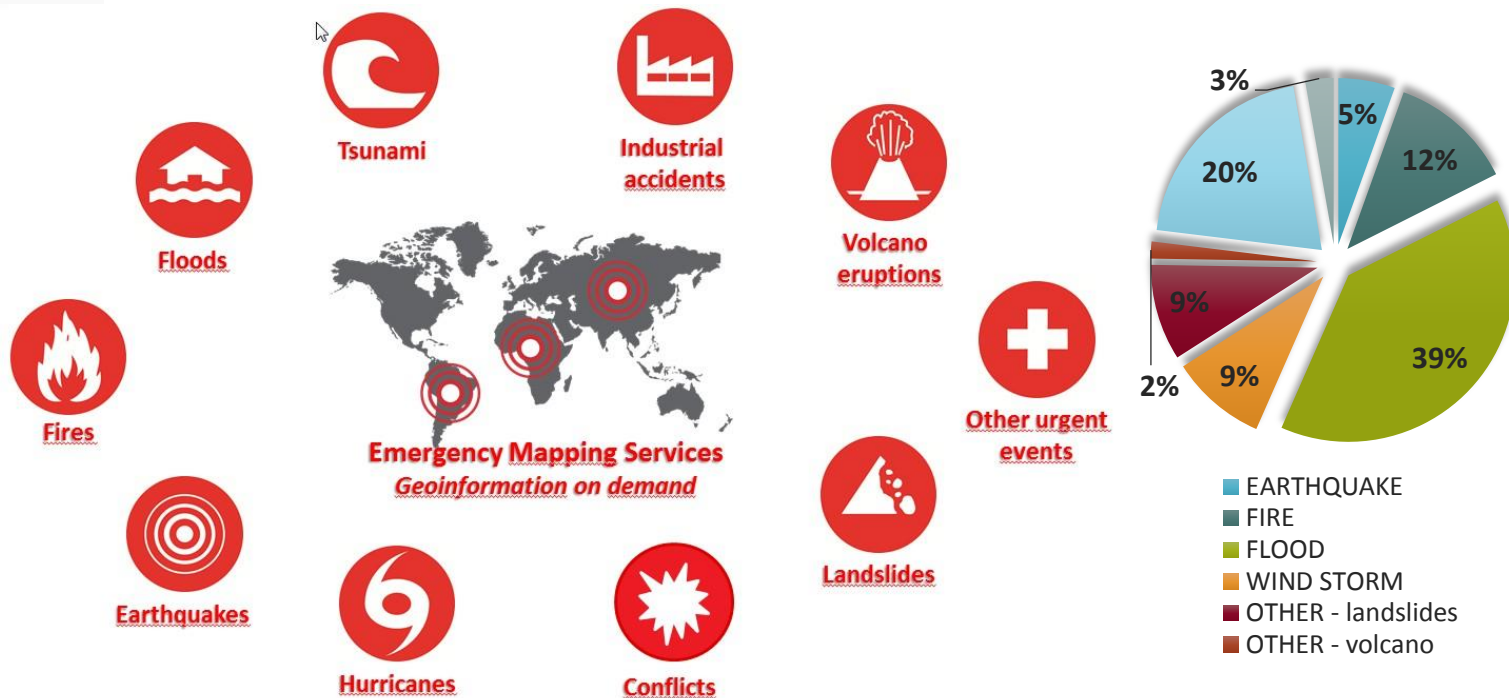 Tsunami
Industrial
accidents
Floods
Volcano
eruptions
Fires
Other urgent
events
Emergency Mapping Services
Geoinformation on demand
Earthquakes
Landslides
Hurricanes
Conflicts
3%
5%
12%
20%
9%
39%
9%
2%
EARTHQUAKE
FIRE
FLOOD
WIND STORM
OTHER - landslides
OTHER - volcano